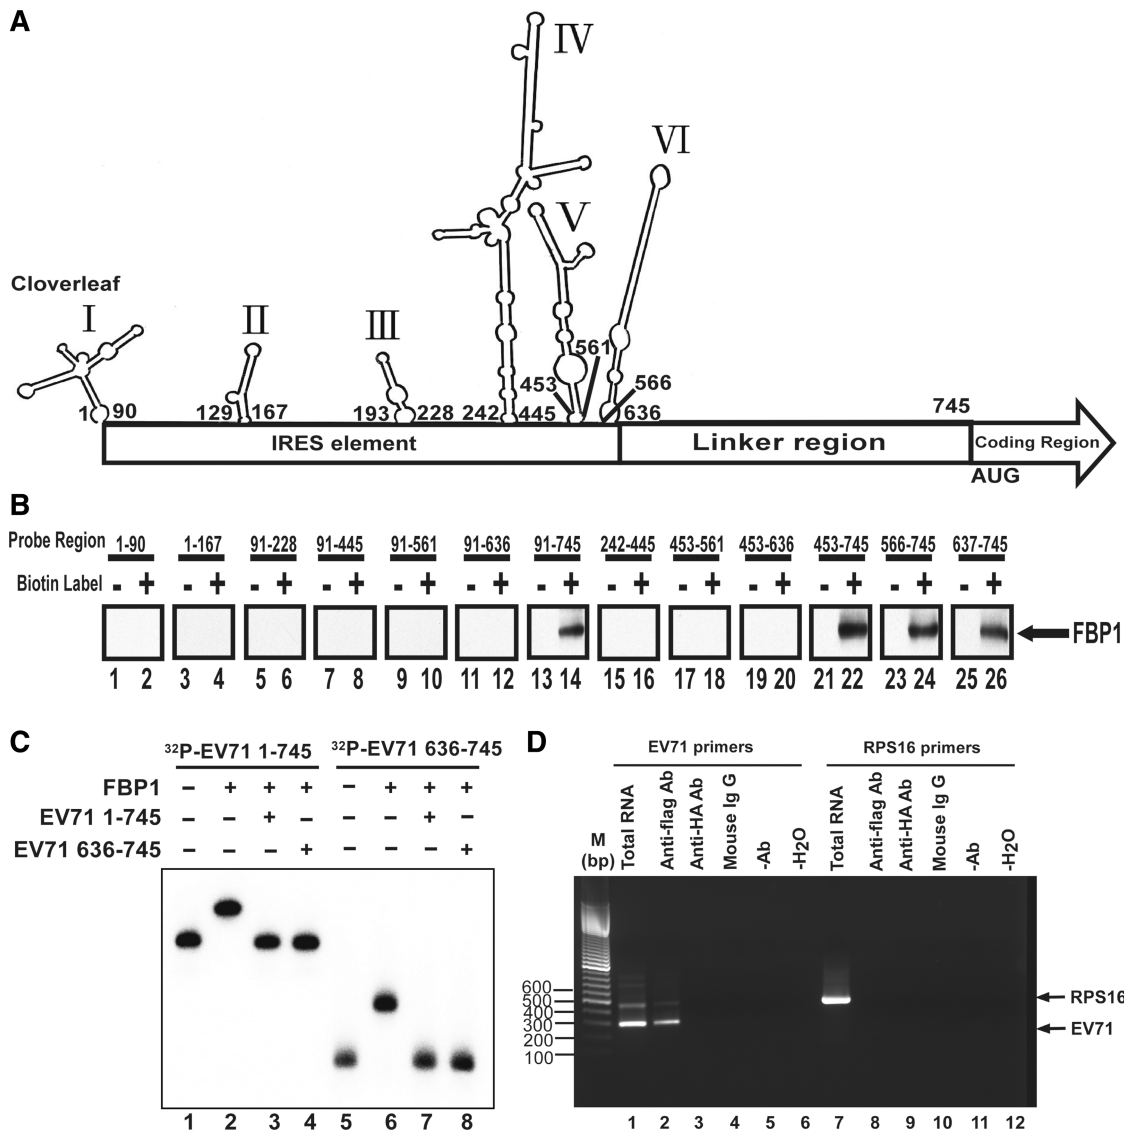 A
IV
VI
V
Cloverleaf
I
II
III
561
453
566
1 90 129 167 193 228 242 445 636 745
IRES element
Linker region
Coding Region
AUG
B
Probe Region 1-90 1-167 91-228 91-445 91-561 91-636 91-745 242-445 453-561 453-636 453-745 566-745 637-745
Biotin Label - + - + - + - + - + - + - + - + - + - + - + - + - +
FBP1
1 2 3 4 5 6 7 8 9 10 11 12 13 14 15 16 17 18 19 20 21 22 23 24 25 26
C
32P-EV71 1-745 32P-EV71 636-745
FBP1 – + + + – + + +
EV71 1-745 – – + – – – + –
EV71 636-745 – – – + – – – +
1 2 3 4 5 6 7 8
D
EV71 primers RPS16 primers
M
(bp)
Total RNA
Anti-flag Ab
Anti-HA Ab
Mouse Ig G
-Ab
-H2O
Total RNA
Anti-flag Ab
Anti-HA Ab
Mouse Ig G
-Ab
-H2O
600
500
400
300
200
100
RPS16
EV71
1 2 3 4 5 6 7 8 9 10 11 12